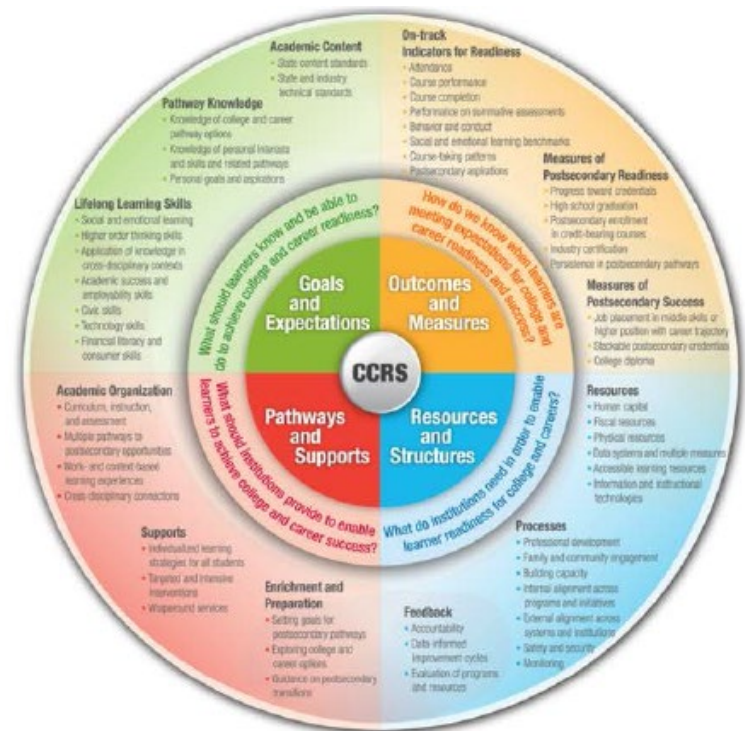 Academic Content
• State content standards
• State and industry
technical standards
Pathway Knowledge
• Knowledge of college and career
pathway options
• Knowledge of personal interests
and skills and related pathways
• Personal goals and aspirations
Lifelong Learning Skills
• Social and emotional learning
• Higher order thinking skills
• Application of knowledge in
cross-disciplinary contexts
• Academic success and
employability skills
• Civic skills
• Technology skills
• Financial literacy and
consumer skills
What should learners know and be able to
do to achieve college and career readiness?
Goals
and
Expectations
On-track
Indicators for Readiness
• Attendance
• Course performance
• Course completion
• Performance on summative assessments
• Behavior and conduct
• Social and emotional learning benchmarks
• Course-taking patterns
• Postsecondary aspirations
Measures of
Postsecondary Readiness
• Progress toward credentials
• High school graduation
• Postsecondary enrollment
in credit-bearing courses
• Industry certification
• Persistence in postsecondary pathways
Measures of
Postsecondary Success
• Job placement in middle skills or
higher position with career trajectory
• Stackable postsecondary credentials
• College diploma
How do we know when learners are
meeting expectations for college and
career readiness and success?
Outcomes
and
Measures
CCRS
Pathways
and
Supports
What should institutions provide to enable
learners to achieve college and career success?
Academic Organization
• Curriculum, instruction,
and assessment
• Multiple pathways to
postsecondary opportunities
• Work- and context-based
learning experiences
• Cross-disciplinary connections
Supports
• Individualized learning
strategies for all students
• Targeted and intensive
interventions
• Wraparound services
Enrichment and
Preparation
• Setting goals for
postsecondary pathways
• Exploring college and
career options
• Guidance on postsecondary
transitions
Resources
and
Structures
What do institutions need in order to enable
learner readiness for college and careers?
Resources
• Human capital
• Fiscal resources
• Physical resources
• Data systems and multiple measures
• Accessible learning resources
• Information and instructional
technologies
Processes
• Professional development
• Family and community engagement
• Building capacity
• Internal alignment across
programs and initiatives
• External alignment across
systems and institutions
• Safety and security
• Monitoring
Feedback
• Accountability
• Data-informed
improvement cycles
• Evaluation of programs
and resources